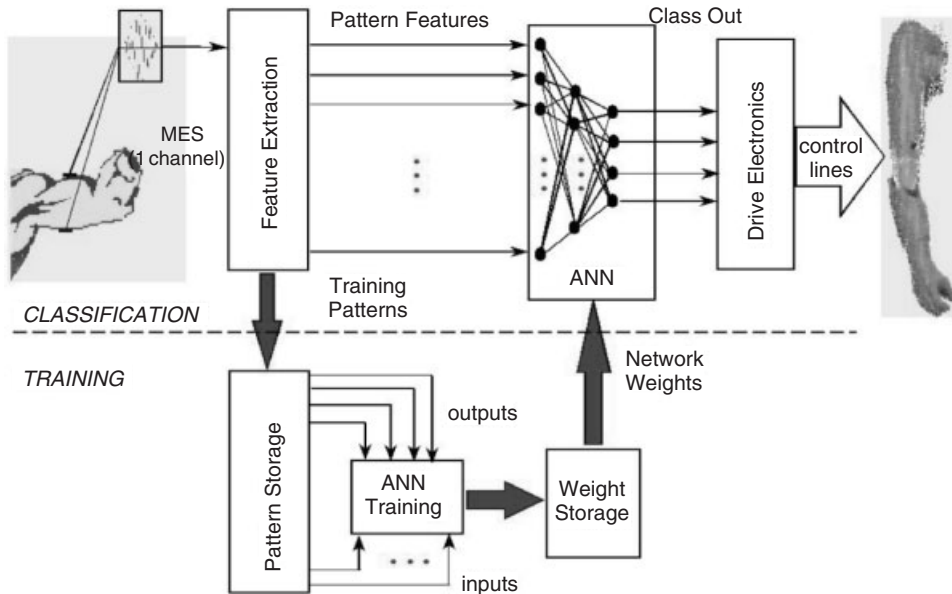 Pattern Features
Class Out
MES
(1 channel)
Feature Extraction
ANN
Drive Electronics
control
lines
Training
Patterns
CLASSIFICATION
TRAINING
Network
Weights
Pattern Storage
outputs
ANN
Training
Weight
Storage
inputs